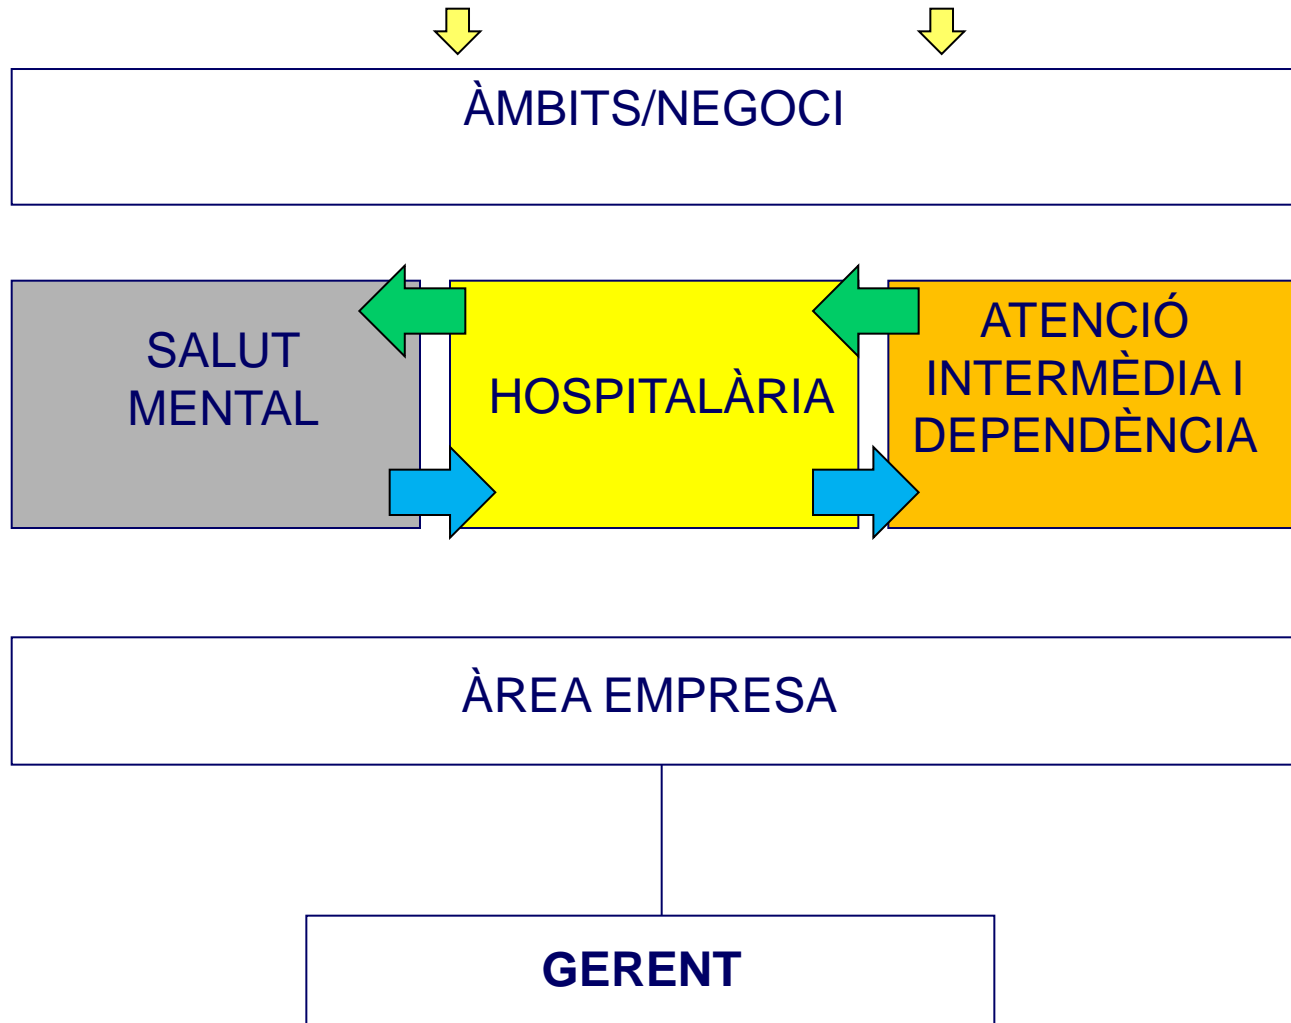 ÀMBITS/NEGOCI
SALUT
MENTAL
HOSPITALÀRIA
ATENCIÓ
INTERMÈDIA I
DEPENDÈNCIA
ÀREA EMPRESA
GERENT